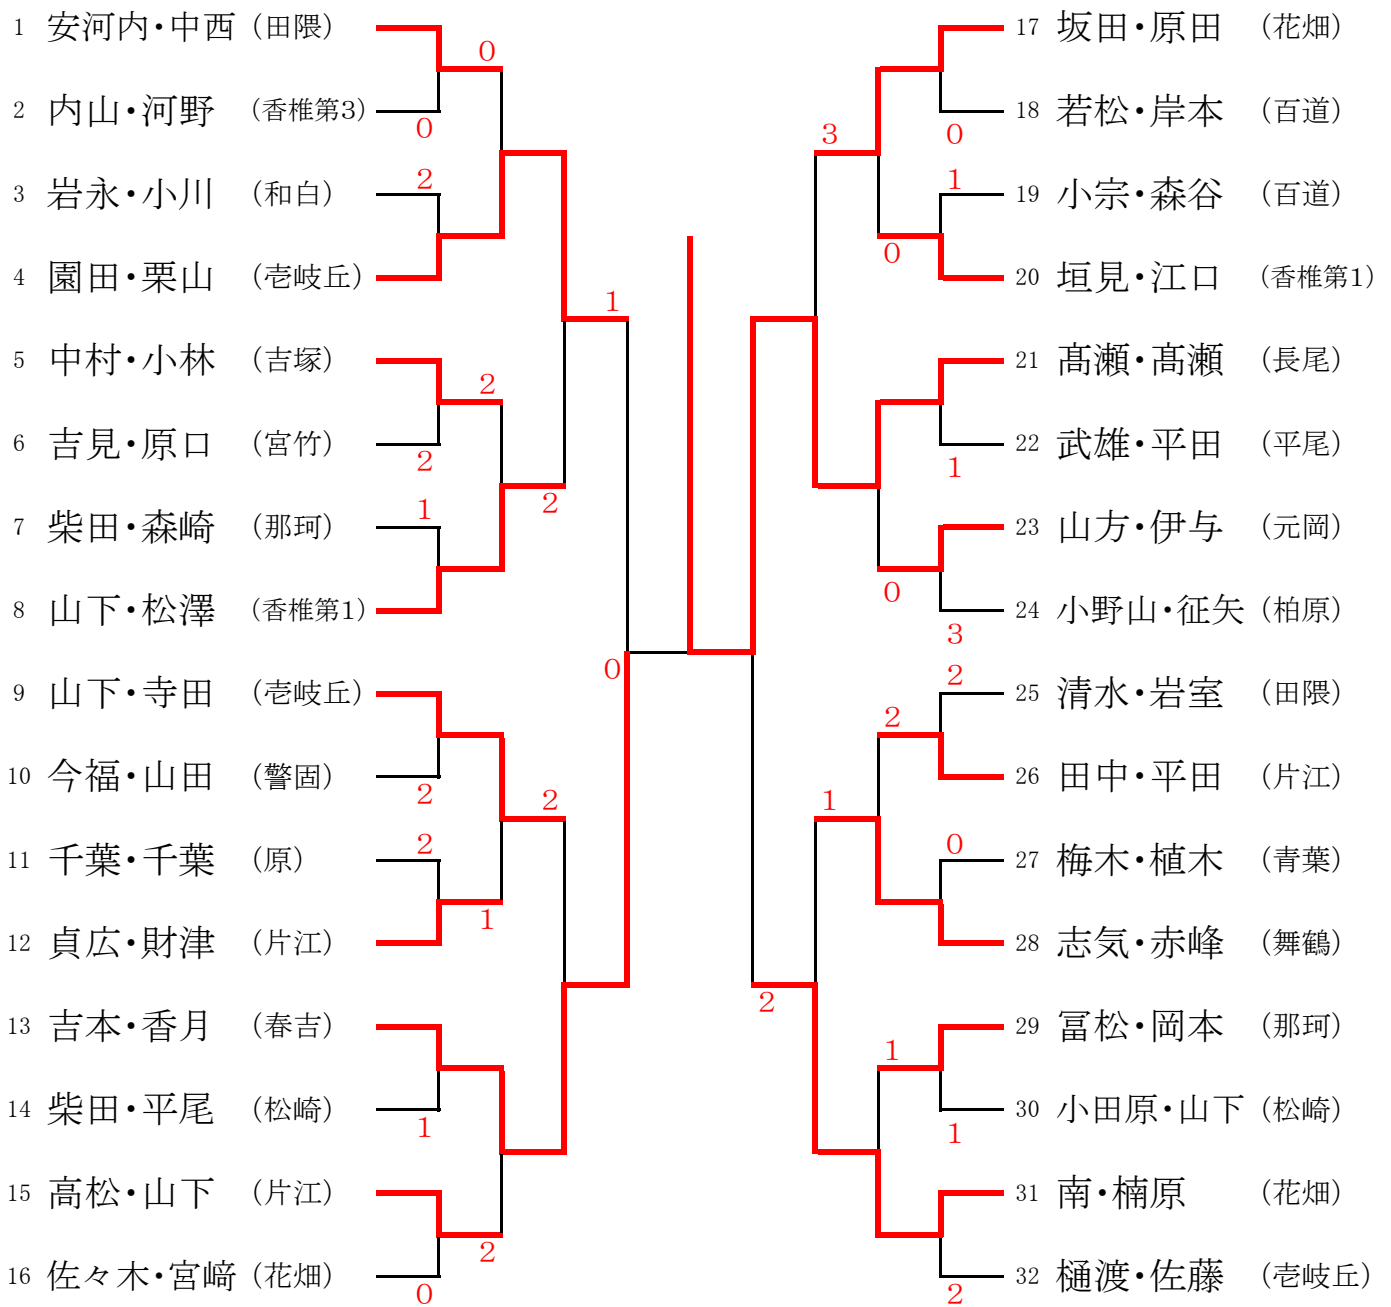 1 安河内・中西 (田隈)
0
2 内山・河野 (香椎第3)
0
3 岩永・小川 (和白)
2
4 園田・栗山 (壱岐丘)
1
5 中村・小林 (吉塚)
2
6 吉見・原口 (宮竹)
2
7 柴田・森崎 (那珂)
1
2
8 山下・松澤 (香椎第1)
0
9 山下・寺田 (壱岐丘)
10 今福・山田 (警固)
2
2
11 千葉・千葉 (原)
2
12 貞広・財津 (片江)
1
13 吉本・香月 (春吉)
14 柴田・平尾 (松崎)
1
15 高松・山下 (片江)
2
16 佐々木・宮﨑 (花畑)
0
17 坂田・原田 (花畑)
18 若松・岸本 (百道)
3
0
19 小宗・森谷 (百道)
1
0
20 垣見・江口 (香椎第1)
21 髙瀬・髙瀬 (長尾)
22 武雄・平田 (平尾)
1
23 山方・伊与 (元岡)
0
24 小野山・征矢 (柏原)
3
25 清水・岩室 (田隈)
2
2
26 田中・平田 (片江)
1
27 梅木・植木 (青葉)
0
28 志気・赤峰 (舞鶴)
2
29 冨松・岡本 (那珂)
1
30 小田原・山下 (松崎)
1
31 南・楠原 (花畑)
32 樋渡・佐藤 (壱岐丘)
2